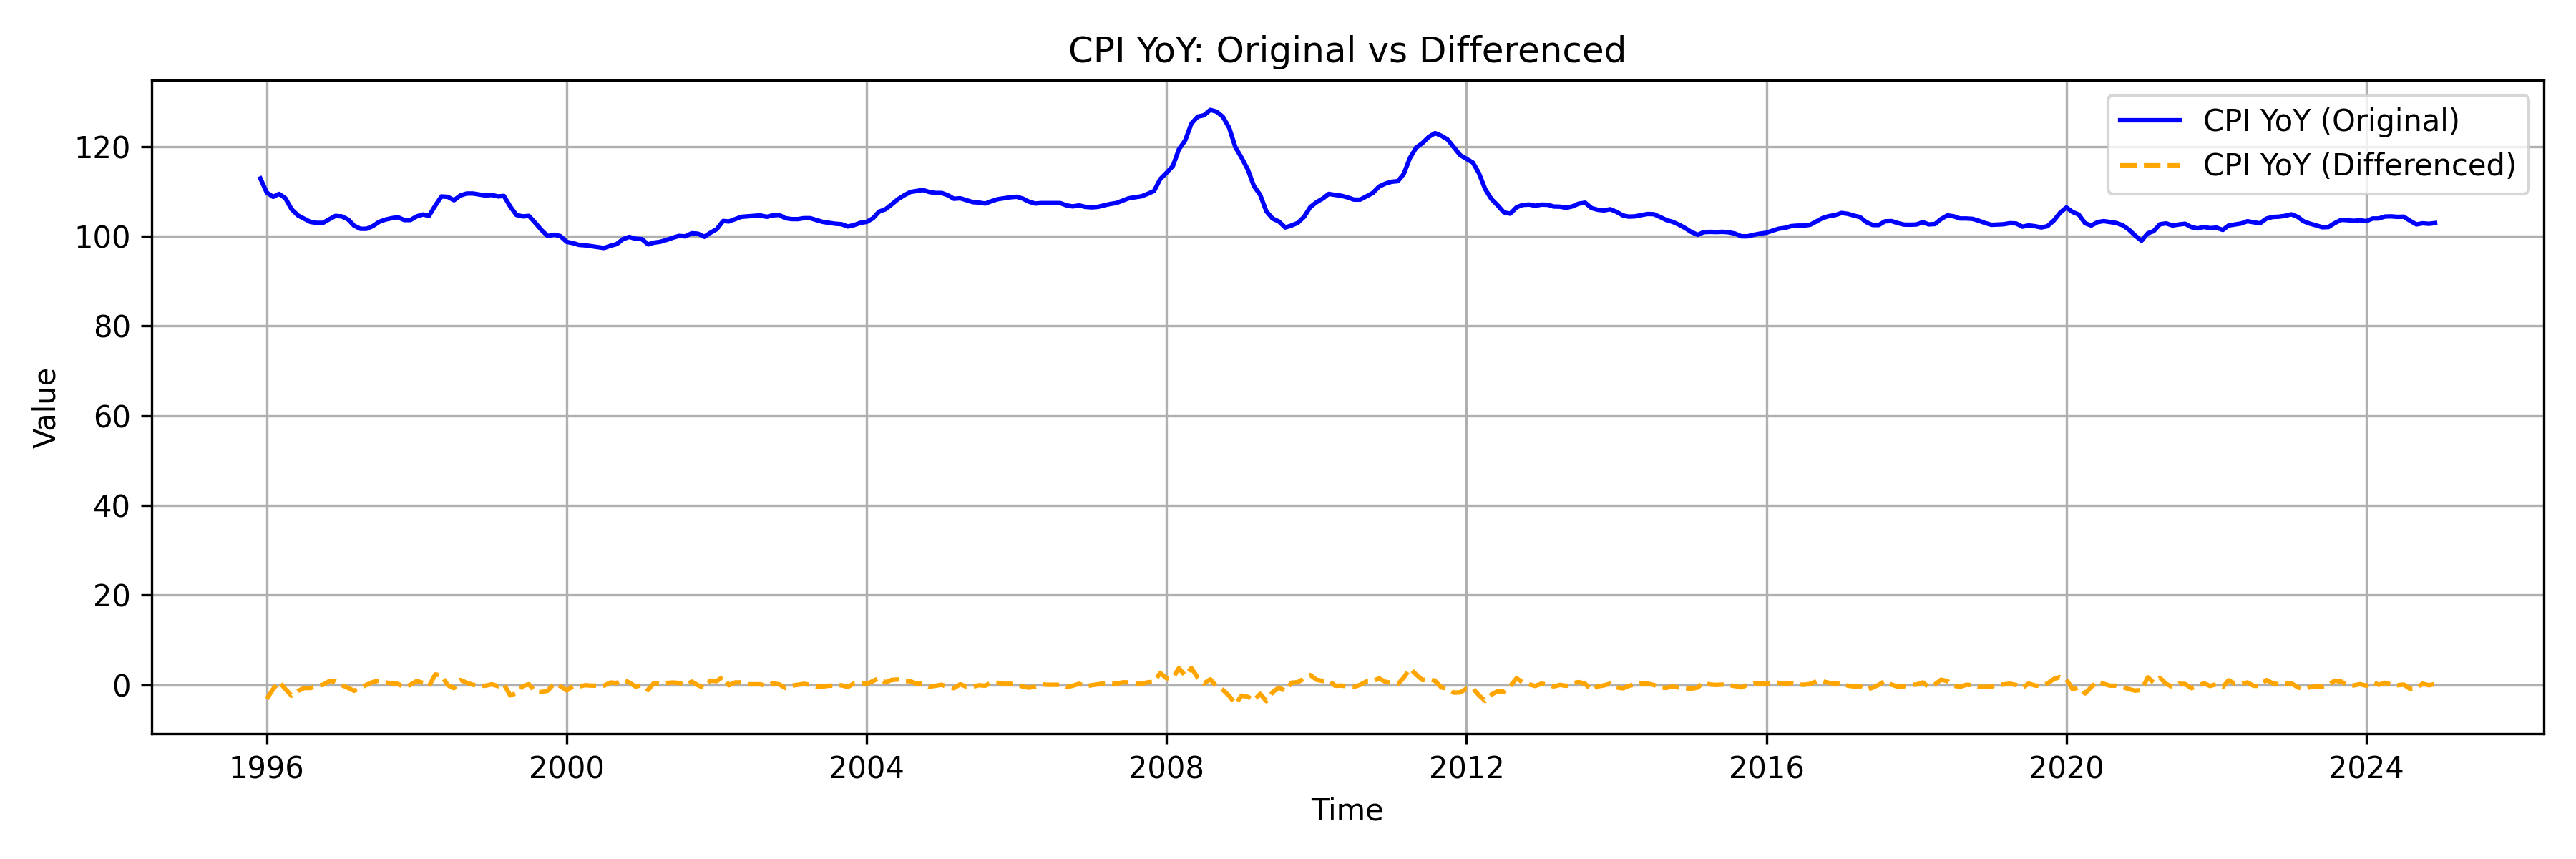 CPI YoY: Original vs Differenced
CPI YoY (Original)
CPI YoY (Differenced)
Value
120
100
80
60
40
20
0
1996 2000 2004 2008 2012 2016 2020 2024
Time